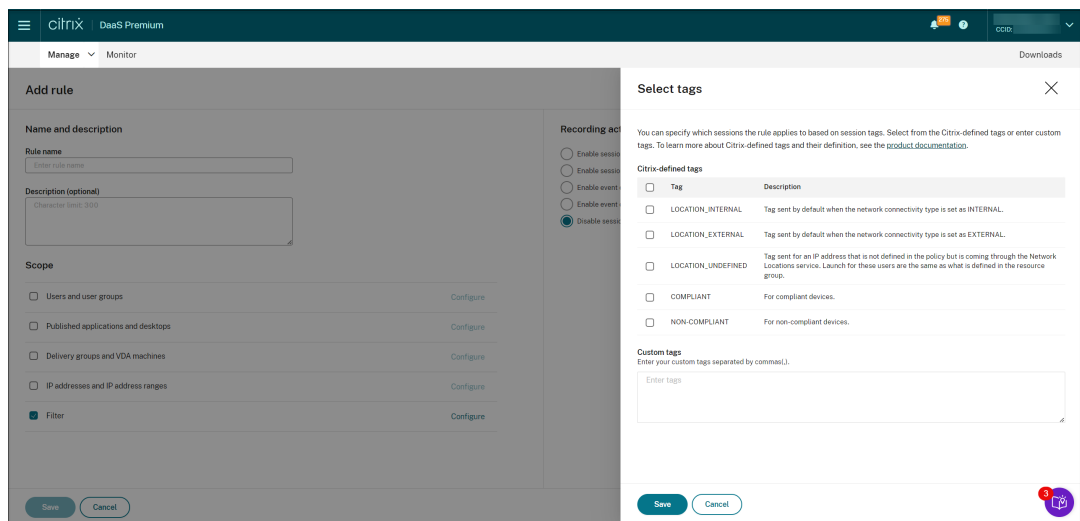 citrix | DaaS Premium
275
CCID:
Manage
Monitor
Downloads
Add rule
Name and description
Rule name
Enter rule name
Description (optional)
Character limit: 300
Scope
Users and user groups
Configure
Published applications and desktops
Configure
Delivery groups and VDA machines
Configure
IP addresses and IP address ranges
Configure
Filter
Configure
Save
Cancel
Recording act
Enable sessio
Enable sessio
Enable event
Enable event
Disable sessio
Select tags
You can specify which sessions the rule applies to based on session tags. Select from the Citrix-defined tags or enter custom
tags. To learn more about Citrix-defined tags and their definition, see the product documentation.
Citrix-defined tags
Tag Description
LOCATION_INTERNAL Tag sent by default when the network connectivity type is set as INTERNAL.
LOCATION_EXTERNAL Tag sent by default when the network connectivity type is set as EXTERNAL.
LOCATION_UNDEFINED Tag sent for an IP address that is not defined in the policy but is coming through the Network
Locations service. Launch for these users are the same as what is defined in the resource
group.
COMPLIANT For compliant devices.
NON-COMPLIANT For non-compliant devices.
Custom tags
Enter your custom tags separated by commas(,).
Enter tags
Save
Cancel
3